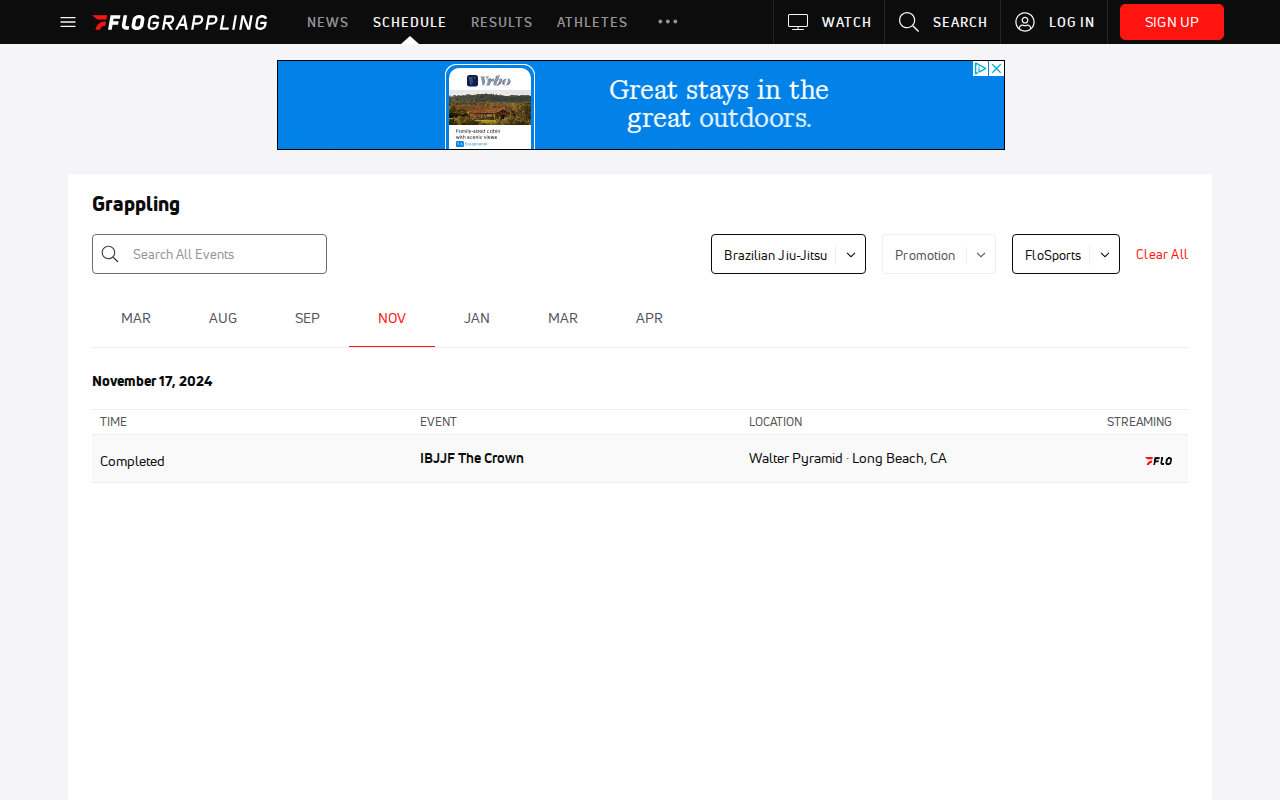 FLOGRAPPLING NEWS SCHEDULE RESULTS ATHLETES WATCH SEARCH LOG IN SIGN UP
Vrbo
Family-sized cabin
with scenic views
Great stays in the
great outdoors.
Grappling
Search All Events Brazilian Jiu-Jitsu Promotion FloSports Clear All
MAR AUG SEP NOV JAN MAR APR
November 17, 2024
TIME EVENT LOCATION STREAMING
Completed IBJJF The Crown Walter Pyramid · Long Beach, CA FLO